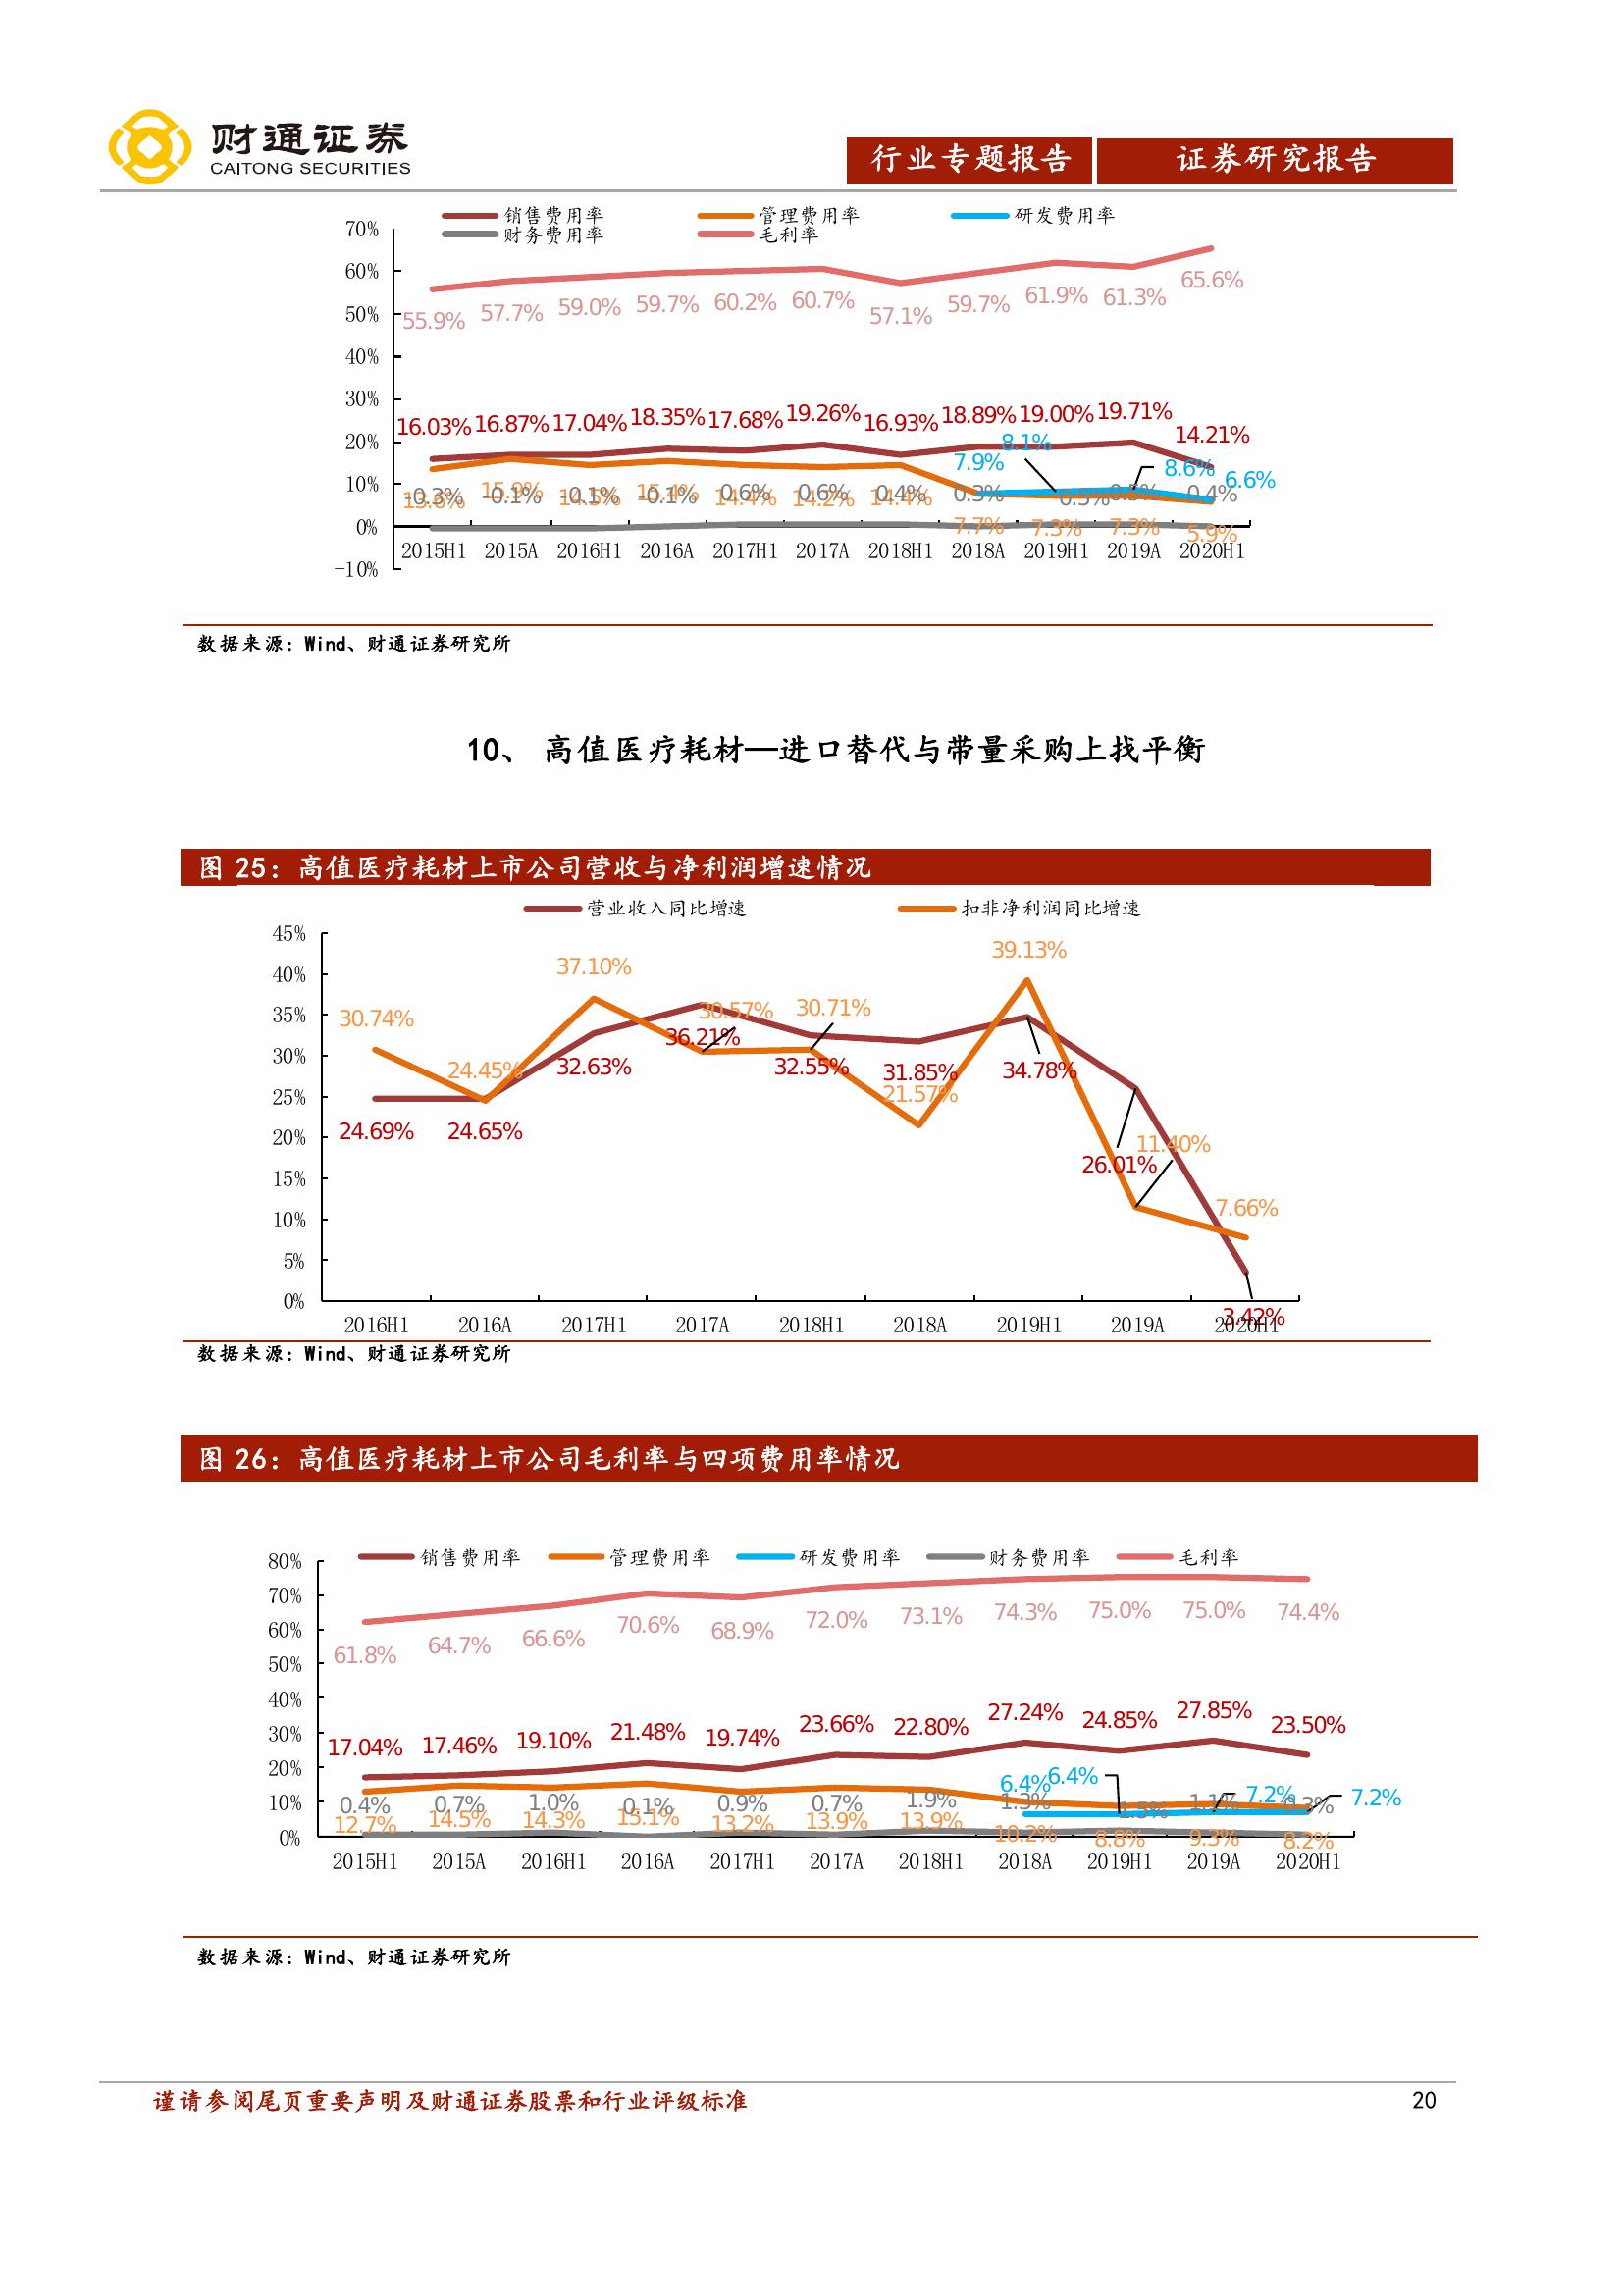 财通证券
CAITONG SECURITIES
行业专题报告 证券研究报告
销售费用率 管理费用率 研发费用率
财务费用率 毛利率
70%
60%
50%
40%
30%
20%
10%
0%
-10%
55.9% 57.7% 59.0% 59.7% 60.2% 60.7% 57.1% 59.7% 61.9% 61.3% 65.6%
16.03% 16.87% 17.04% 18.35% 17.68% 19.26% 16.93% 18.89% 19.00% 19.71% 14.21%
7.9% 8.1% 8.6% 6.6%
-0.3% -0.1% -0.1% -0.1% 0.6% 0.6% 0.4% 0.3% 0.5% 0.5% 0.4%
13.6% 15.9% 14.5% 15.4% 14.4% 14.2% 14.4% 7.7% 7.3% 7.3% 5.9%
2015H1 2015A 2016H1 2016A 2017H1 2017A 2018H1 2018A 2019H1 2019A 2020H1
数据来源：Wind、财通证券研究所
10、 高值医疗耗材—进口替代与带量采购上找平衡
图 25：高值医疗耗材上市公司营收与净利润增速情况
营业收入同比增速 扣非净利润同比增速
45%
40%
35%
30%
25%
20%
15%
10%
5%
0%
30.74% 24.45% 37.10% 30.57% 30.71% 21.57% 39.13% 11.40% 7.66%
24.69% 24.65% 32.63% 36.21% 32.55% 31.85% 34.78% 26.01% 3.42%
2016H1 2016A 2017H1 2017A 2018H1 2018A 2019H1 2019A 2020H1
数据来源：Wind、财通证券研究所
图 26：高值医疗耗材上市公司毛利率与四项费用率情况
销售费用率 管理费用率 研发费用率 财务费用率 毛利率
80%
70%
60%
50%
40%
30%
20%
10%
0%
61.8% 64.7% 66.6% 70.6% 68.9% 72.0% 73.1% 74.3% 75.0% 75.0% 74.4%
17.04% 17.46% 19.10% 21.48% 19.74% 23.66% 22.80% 27.24% 24.85% 27.85% 23.50%
6.4% 6.4% 7.2% 7.2%
0.4% 0.7% 1.0% 0.1% 0.9% 0.7% 1.9% 1.3% 1.5% 1.1% 0.3%
12.7% 14.5% 14.3% 15.1% 13.2% 13.9% 13.9% 10.2% 8.8% 9.3% 8.2%
2015H1 2015A 2016H1 2016A 2017H1 2017A 2018H1 2018A 2019H1 2019A 2020H1
数据来源：Wind、财通证券研究所
谨请参阅尾页重要声明及财通证券股票和行业评级标准 20